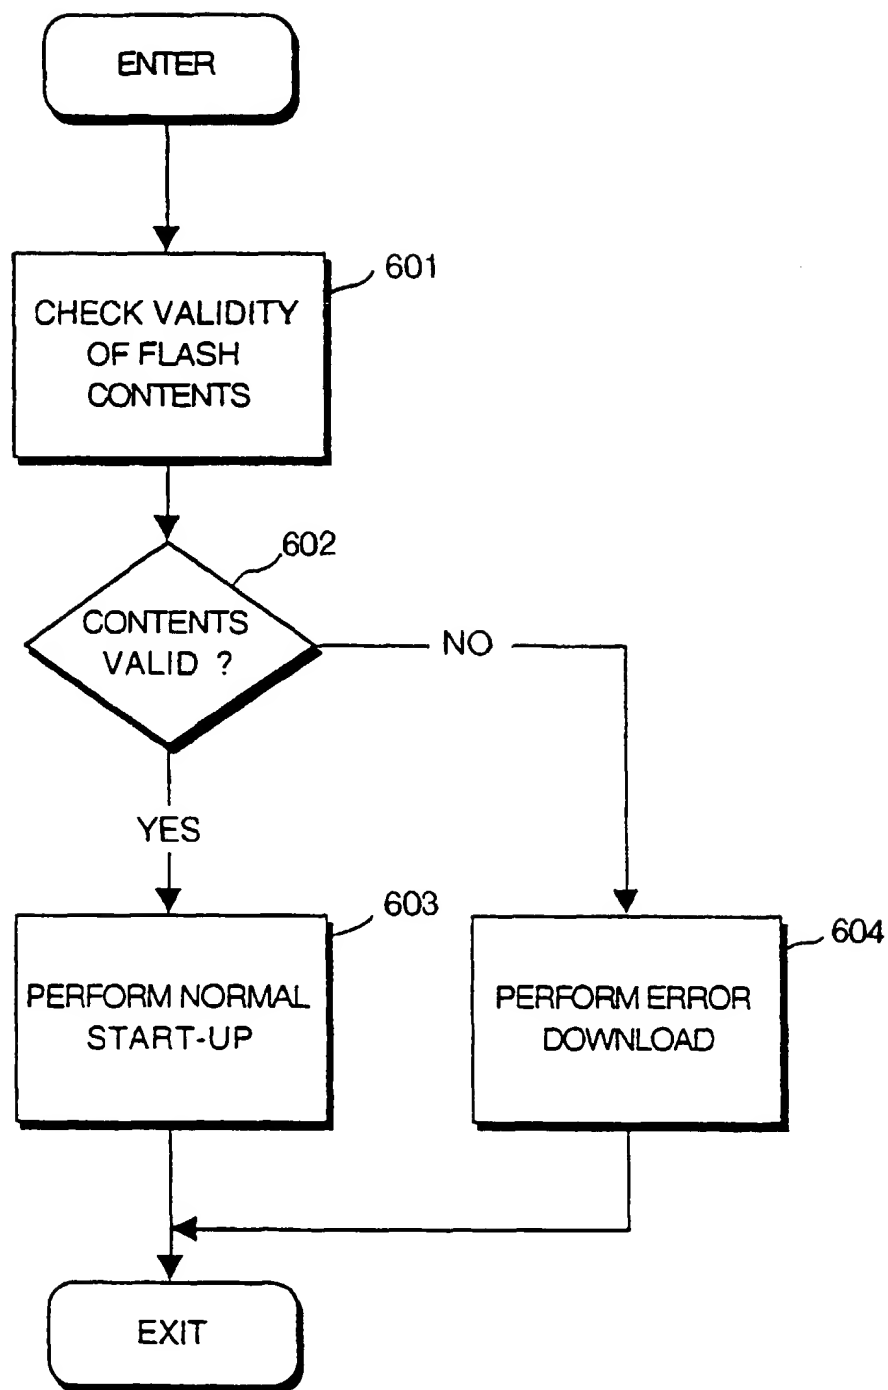 ENTER
601
CHECK VALIDITY
OF FLASH
CONTENTS
602
CONTENTS
VALID ?
NO
YES
603
PERFORM NORMAL
START-UP
604
PERFORM ERROR
DOWNLOAD
EXIT